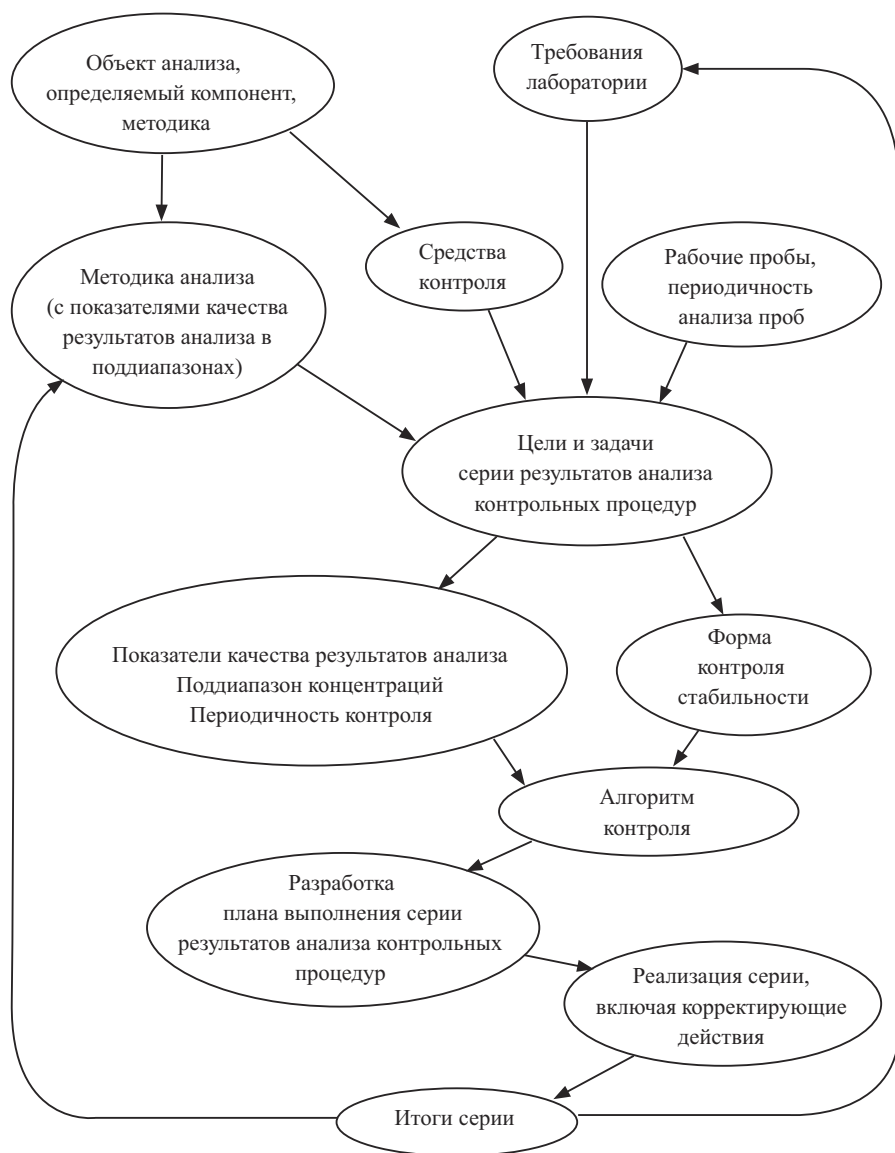 Объект анализа,
определяемый компонент,
методика
Требования
лаборатории
Методика анализа
(с показателями качества
результатов анализа в
поддиапазонах)
Средства
контроля
Рабочие пробы,
периодичность
анализа проб
Цели и задачи
серии результатов анализа
контрольных процедур
Показатели качества результатов анализа
Поддиапазон концентраций
Периодичность контроля
Форма
контроля
стабильности
Алгоритм
контроля
Разработка
плана выполнения серии
результатов анализа контрольных
процедур
Реализация серии,
включая корректирующие
действия
Итоги серии